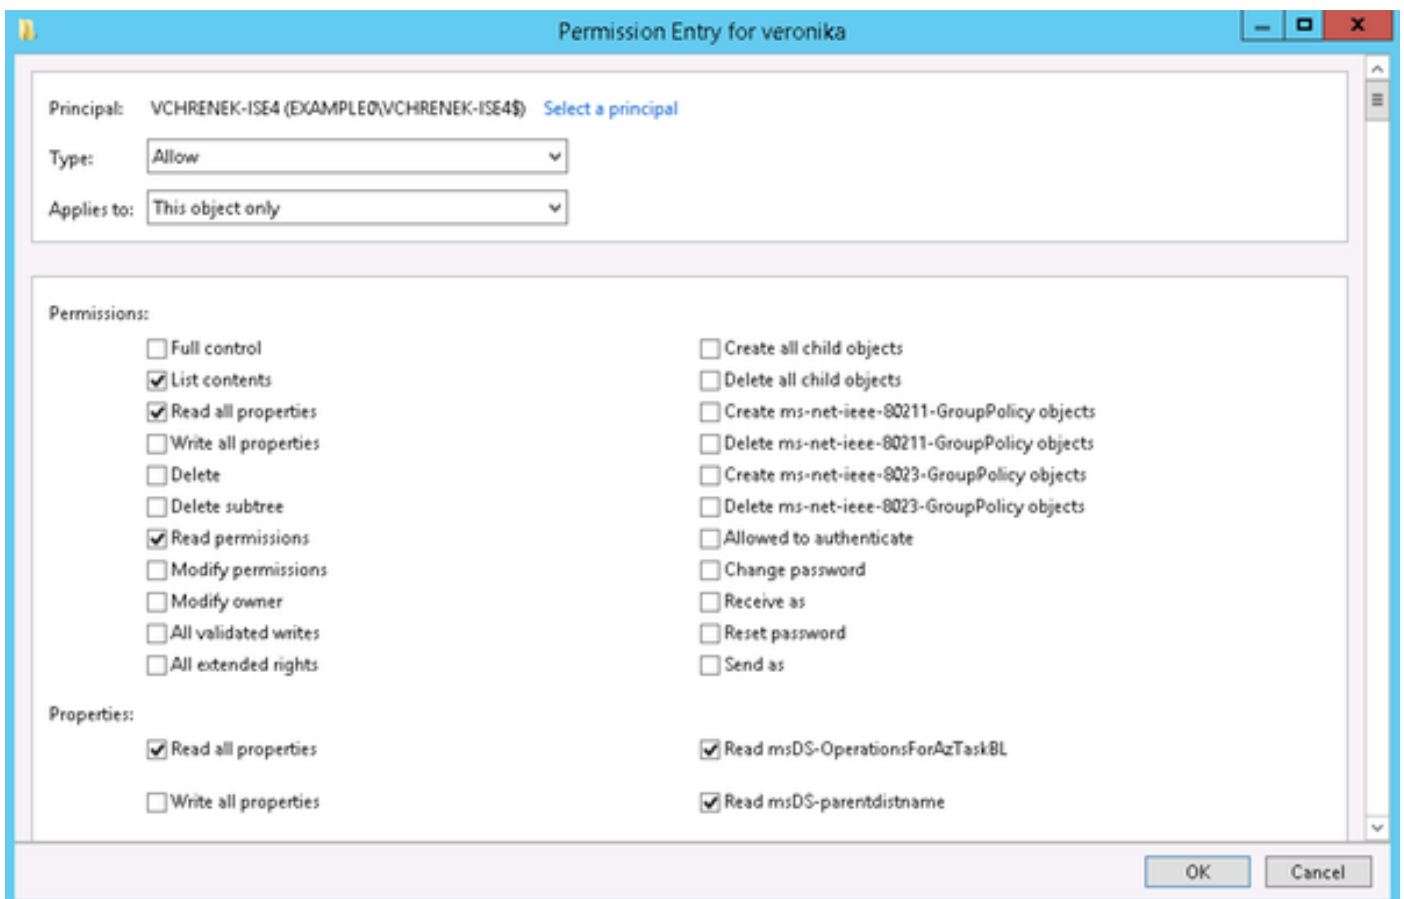 Permission Entry for veronika
Principal: VCHRENEK-ISE4 (EXAMPLE0\VCHRENEK-ISE4$) Select a principal
Type: Allow
Applies to: This object only
Permissions:
Full control Create all child objects
List contents Delete all child objects
Read all properties Create ms-net-ieee-80211-GroupPolicy objects
Write all properties Delete ms-net-ieee-80211-GroupPolicy objects
Delete Create ms-net-ieee-8023-GroupPolicy objects
Delete subtree Delete ms-net-ieee-8023-GroupPolicy objects
Read permissions Allowed to authenticate
Modify permissions Change password
Modify owner Receive as
All validated writes Reset password
All extended rights Send as
Properties:
Read all properties Read msDS-OperationsForAzTaskBL
Write all properties Read msDS-parentdistname
OK Cancel